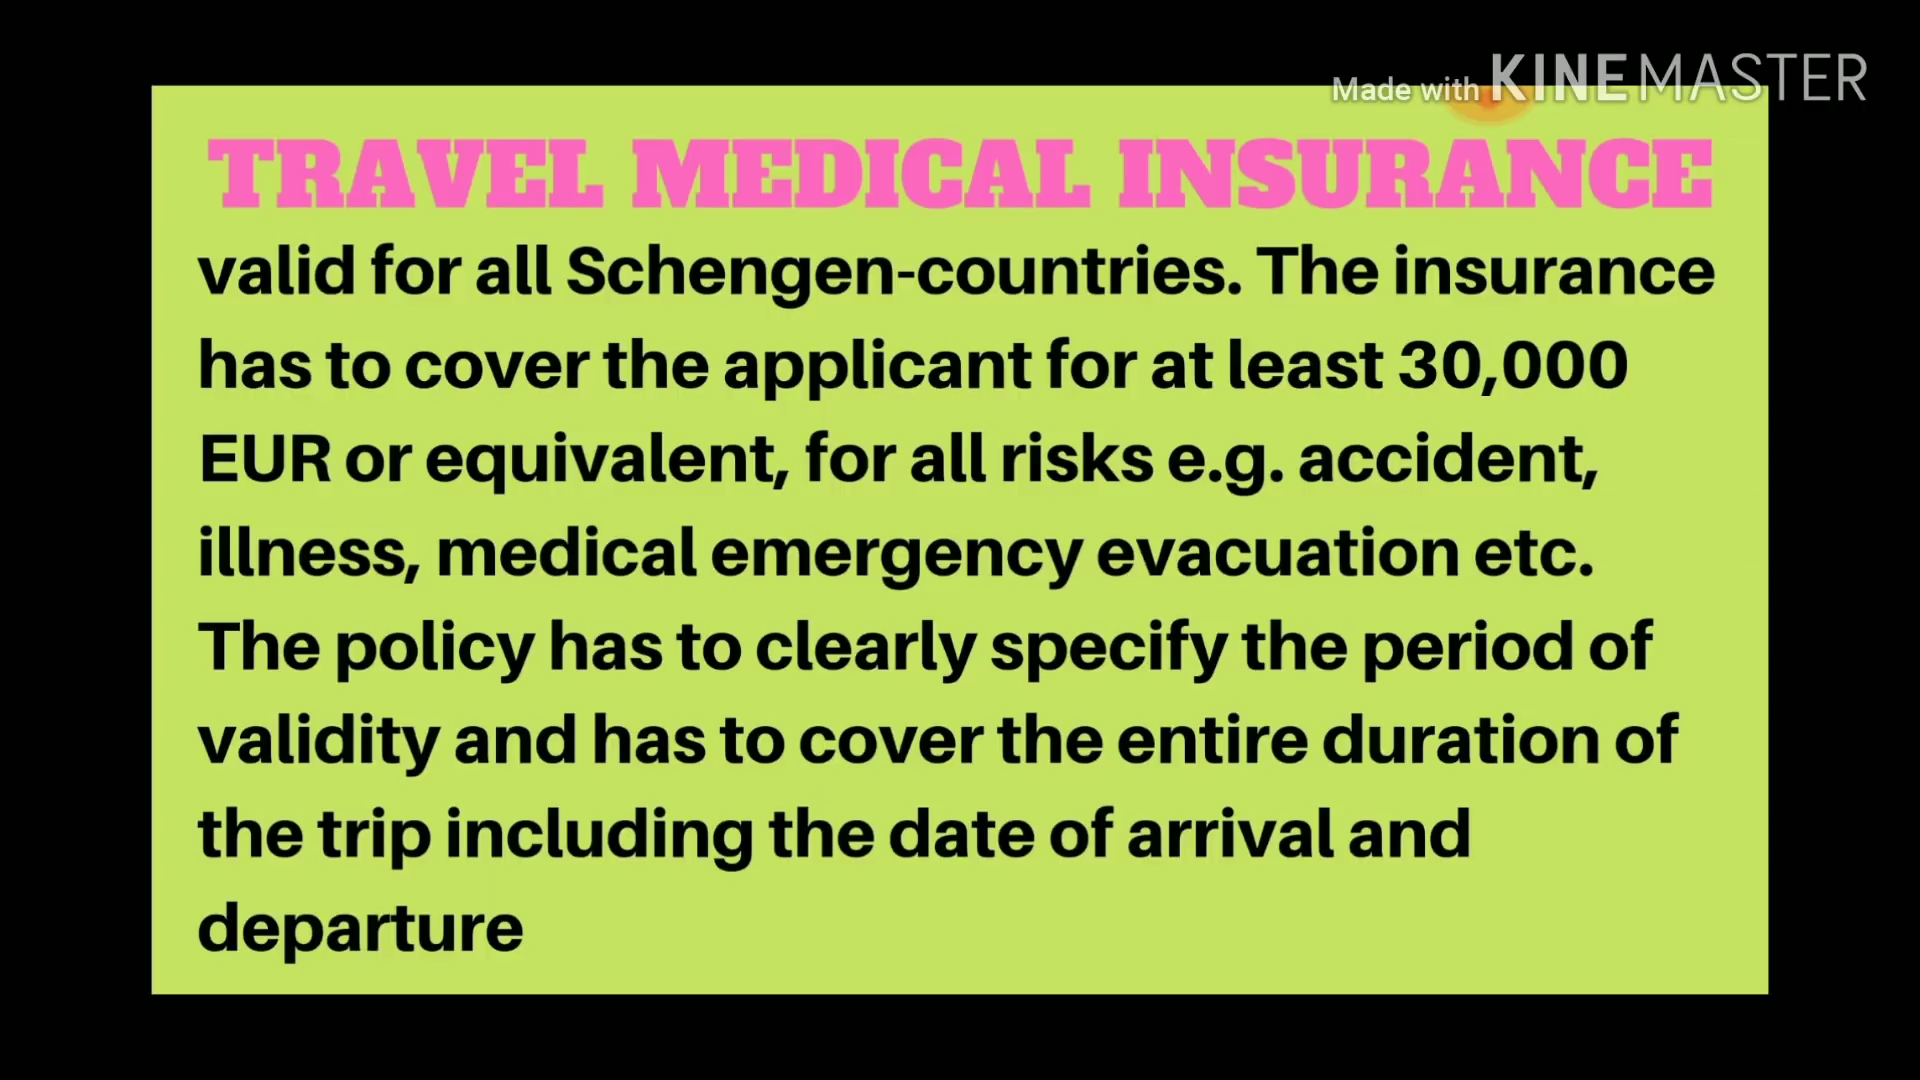 Made with KINEMASTER
TRAVEL MEDICAL INSURANCE
valid for all Schengen-countries. The insurance
has to cover the applicant for at least 30,000
EUR or equivalent, for all risks e.g. accident,
illness, medical emergency evacuation etc.
The policy has to clearly specify the period of
validity and has to cover the entire duration of
the trip including the date of arrival and
departure